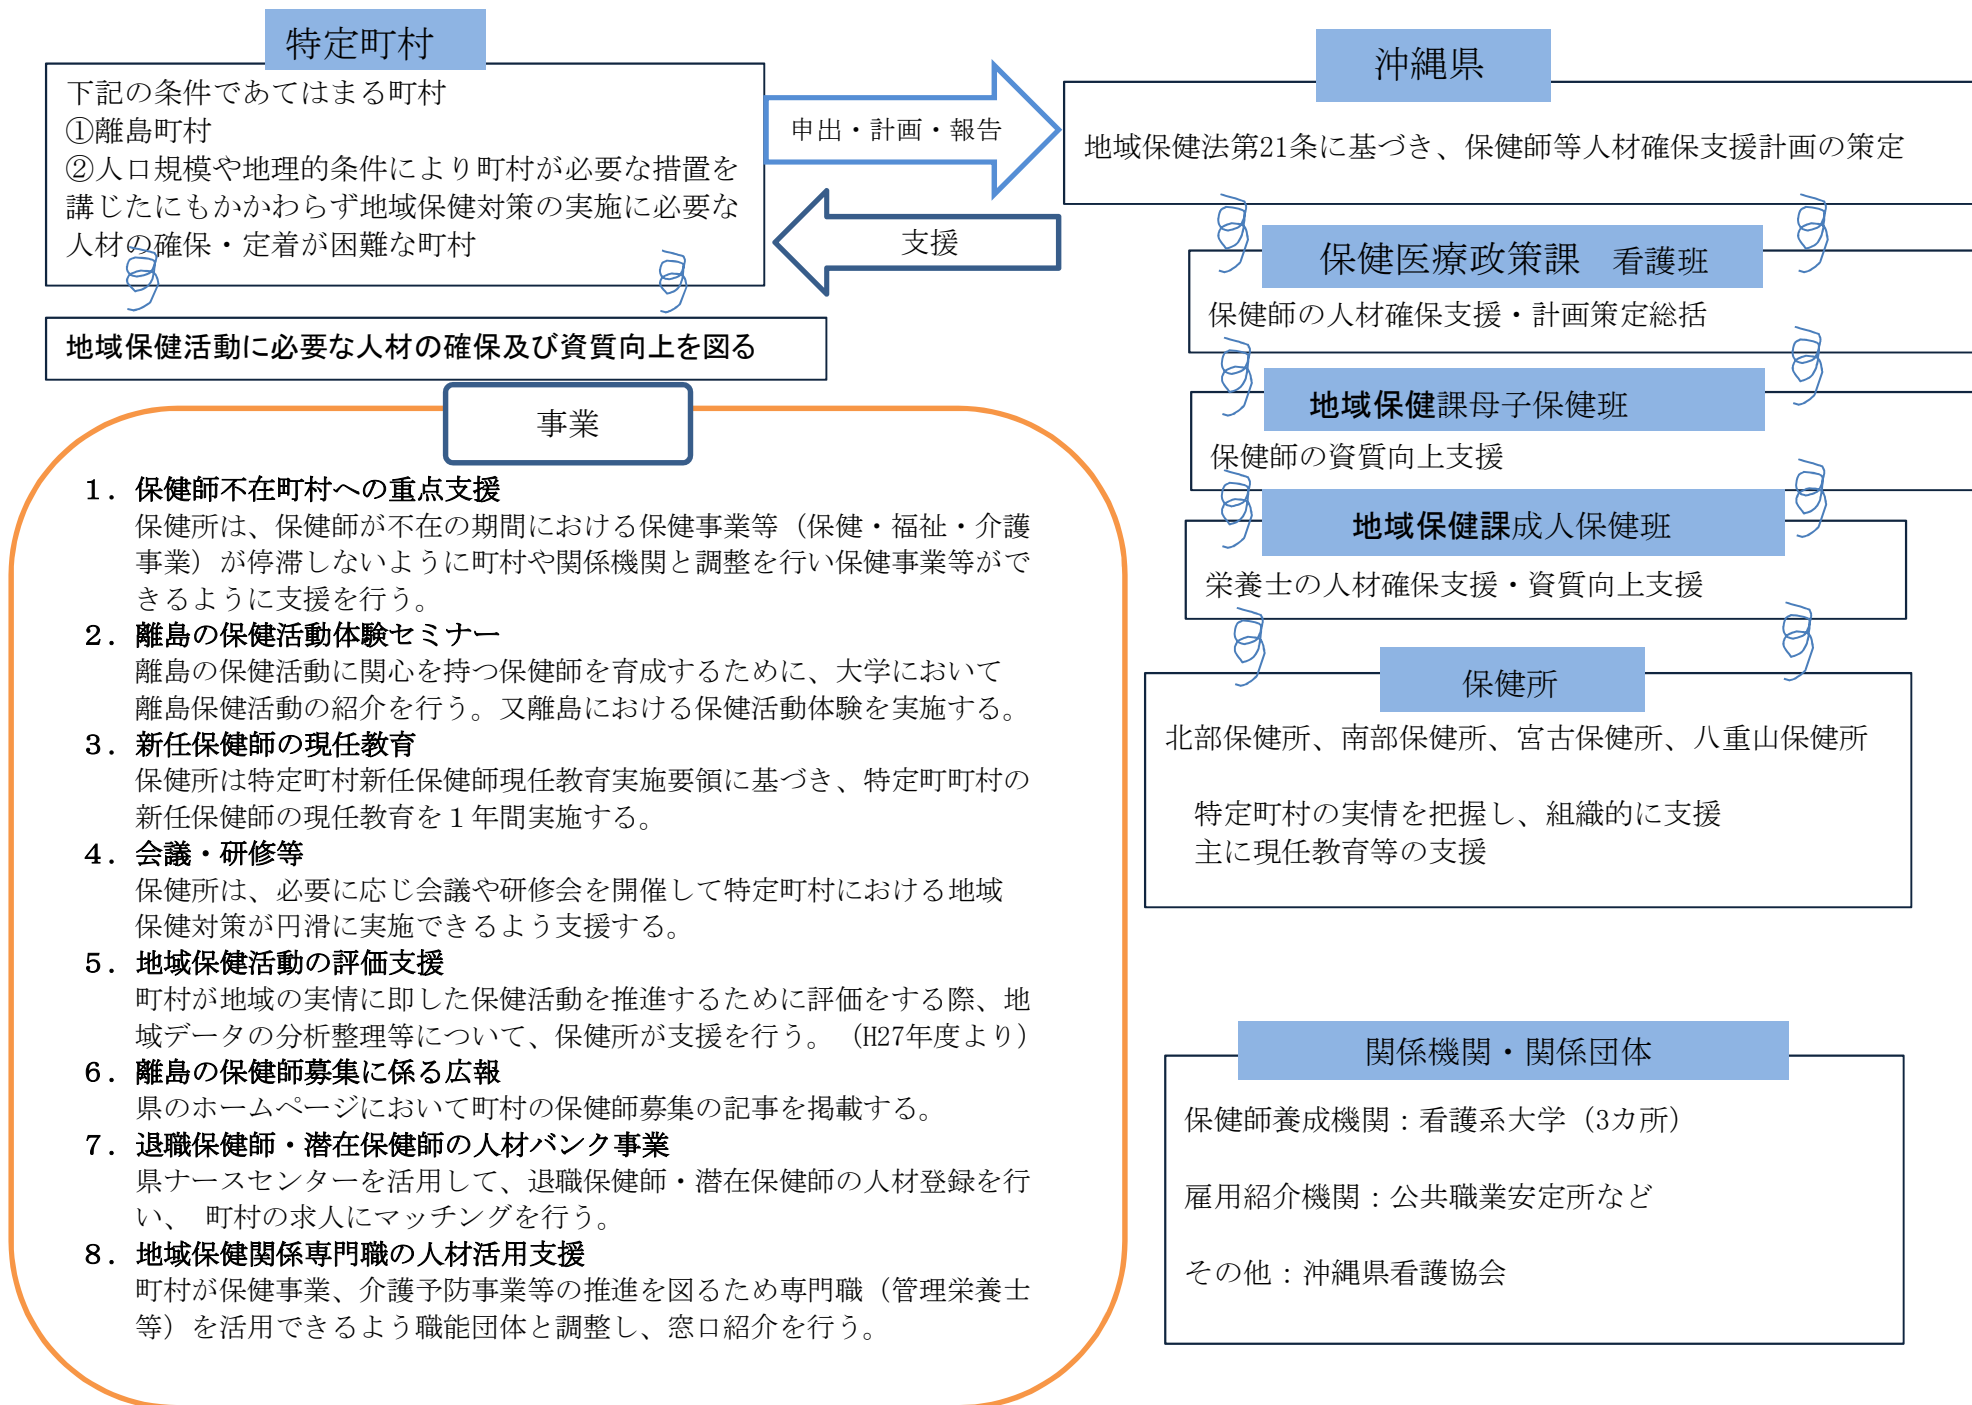 特定町村
下記の条件であてはまる町村
①離島町村
②人口規模や地理的条件により町村が必要な措置を
講じたにもかかわらず地域保健対策の実施に必要な
人材の確保・定着が困難な町村
地域保健活動に必要な人材の確保及び資質向上を図る
申出・計画・報告
支援
沖縄県
地域保健法第21条に基づき、保健師等人材確保支援計画の策定
保健医療政策課　看護班
保健師の人材確保支援・計画策定総括
地域保健課母子保健班
保健師の資質向上支援
地域保健課成人保健班
栄養士の人材確保支援・資質向上支援
保健所
北部保健所、南部保健所、宮古保健所、八重山保健所
特定町村の実情を把握し、組織的に支援
主に現任教育等の支援
関係機関・関係団体
保健師養成機関：看護系大学（3カ所）
雇用紹介機関：公共職業安定所など
その他：沖縄県看護協会
事業
１．保健師不在町村への重点支援
保健所は、保健師が不在の期間における保健事業等（保健・福祉・介護
事業）が停滞しないように町村や関係機関と調整を行い保健事業等がで
きるように支援を行う。
２．離島の保健活動体験セミナー
離島の保健活動に関心を持つ保健師を育成するために、大学において
離島保健活動の紹介を行う。又離島における保健活動体験を実施する。
３．新任保健師の現任教育
保健所は特定町村新任保健師現任教育実施要領に基づき、特定町町村の
新任保健師の現任教育を１年間実施する。
４．会議・研修等
保健所は、必要に応じ会議や研修会を開催して特定町村における地域
保健対策が円滑に実施できるよう支援する。
５．地域保健活動の評価支援
町村が地域の実情に即した保健活動を推進するために評価をする際、地
域データの分析整理等について、保健所が支援を行う。（H27年度より）
６．離島の保健師募集に係る広報
県のホームページにおいて町村の保健師募集の記事を掲載する。
７．退職保健師・潜在保健師の人材バンク事業
県ナースセンターを活用して、退職保健師・潜在保健師の人材登録を行
い、 町村の求人にマッチングを行う。
８．地域保健関係専門職の人材活用支援
町村が保健事業、介護予防事業等の推進を図るため専門職（管理栄養士
等）を活用できるよう職能団体と調整し、窓口紹介を行う。